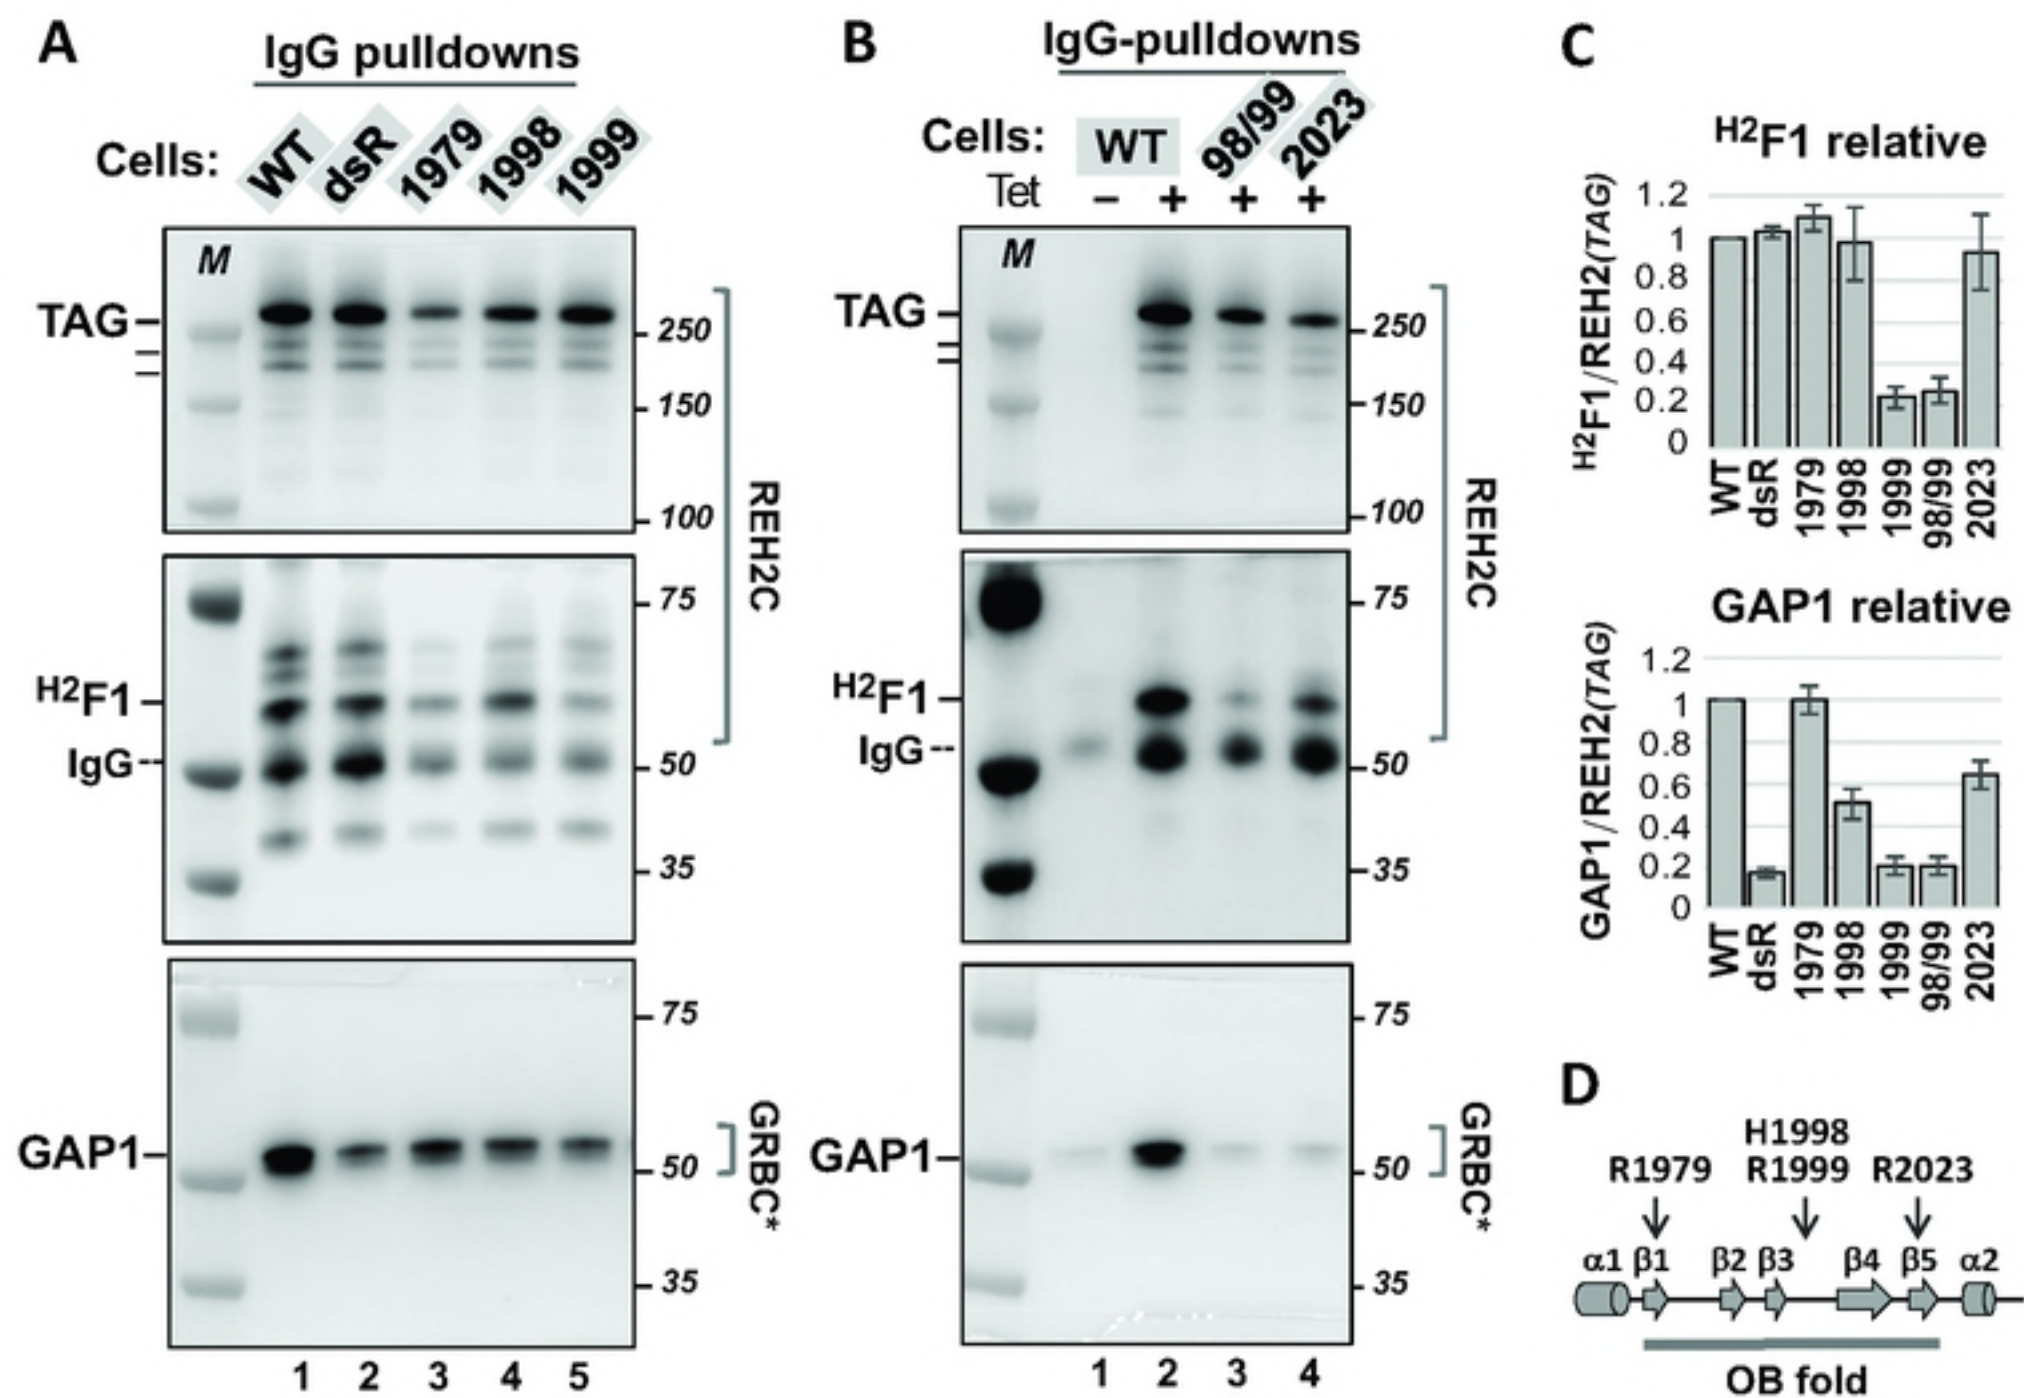 A
IgG pulldowns
Cells:
WT
dsR
1979
1998
1999
M
TAG
250
150
100
REH2C
75
H2F1
IgG
50
35
75
GAP1
50
GRBC*
35
1 2 3 4 5
B
IgG-pulldowns
Cells:
WT
98/99
2023
Tet
– + + +
M
TAG
250
150
100
REH2C
75
H2F1
IgG
50
35
75
GAP1
50
GRBC*
35
1 2 3 4
C
H2F1 relative
H2F1/REH2(TAG)
1.2
1
0.8
0.6
0.4
0.2
0
WT
dsR
1979
1998
1999
98/99
2023
GAP1 relative
GAP1/REH2(TAG)
1.2
1
0.8
0.6
0.4
0.2
0
WT
dsR
1979
1998
1999
98/99
2023
D
H1998
R1979 R1999 R2023
α1 β1 β2 β3 β4 β5 α2
OB fold